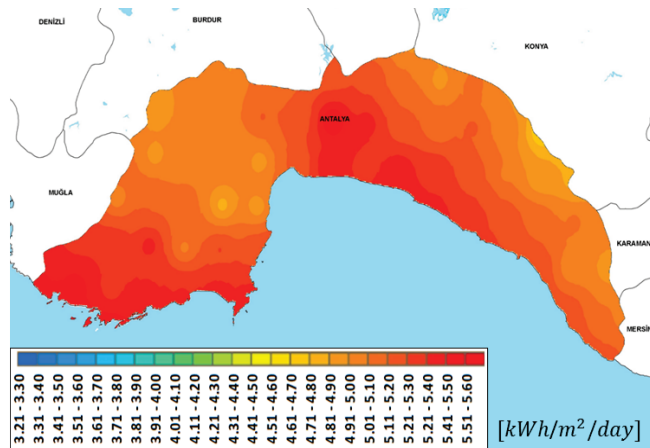 DENİZLİ
BURDUR
KONYA
ANTALYA
MUĞLA
KARAMAN
MERSİN
3.21 - 3.30
3.31 - 3.40
3.41 - 3.50
3.51 - 3.60
3.61 - 3.70
3.71 - 3.80
3.81 - 3.90
3.91 - 4.00
4.01 - 4.10
4.11 - 4.20
4.21 - 4.30
4.31 - 4.40
4.41 - 4.50
4.51 - 4.60
4.61 - 4.70
4.71 - 4.80
4.81 - 4.90
4.91 - 5.00
5.01 - 5.10
5.11 - 5.20
5.21 - 5.30
5.31 - 5.40
5.41 - 5.50
5.51 - 5.60
[kWh/m²/day]